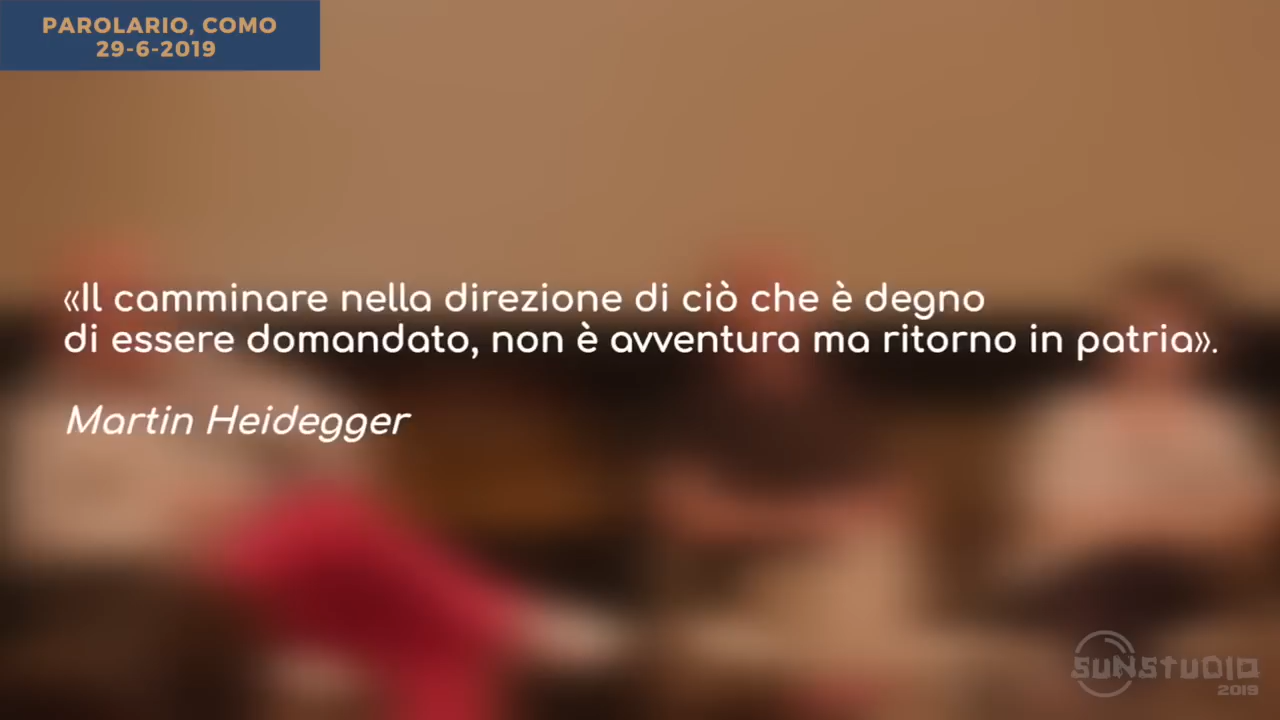 PAROLARIO, COMO
29-6-2019
«Il camminare nella direzione di ciò che è degno
di essere domandato, non è avventura ma ritorno in patria».
Martin Heidegger
SUNSTUDIO
2019